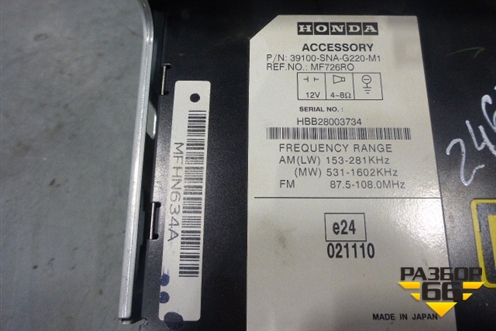 HONDA
ACCESSORY
P/N: 39100-SNA-G220-M1
REF.NO.: MF726RO
12V 4~8Ω
SERIAL NO. :
HBB28003734
FREQUENCY RANGE
AM(LW) 153-281KHz
(MW) 531-1602KHz
FM 87.5-108.0MHz
e24
021110
MADE IN JAPAN
MFHN634A
246
РАЗБОР
66